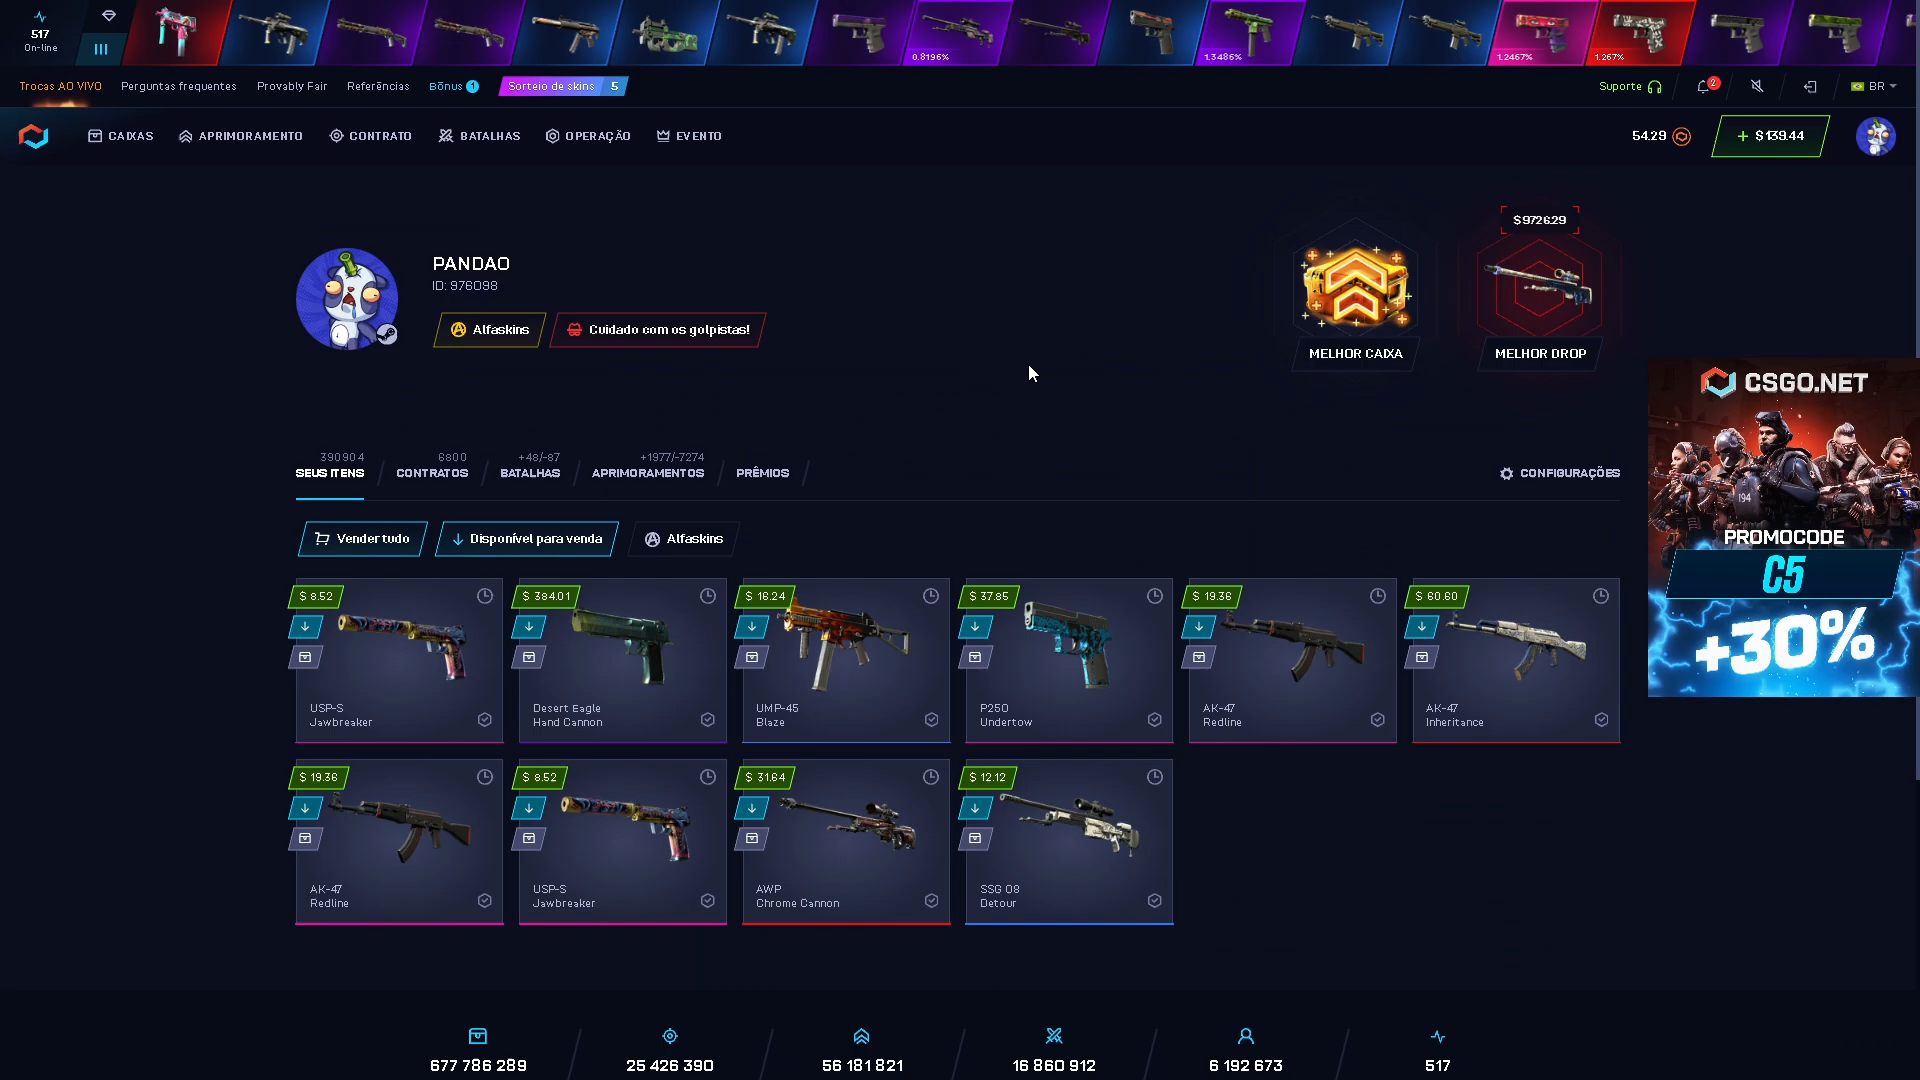 517
On-line
0.8196%
1.3486%
1.2467%
1.267%
Trocas AO VIVO
Perguntas frequentes
Provably Fair
Referências
Bônus 1
Sorteio de skins 5
Suporte
2
BR
CAIXAS
APRIMORAMENTO
CONTRATO
BATALHAS
OPERAÇÃO
EVENTO
54.29
+ $ 139.44
PANDAO
ID: 976098
Alfaskins
Cuidado com os golpistas!
MELHOR CAIXA
$ 9726.29
MELHOR DROP
CSGO.NET
194
PROMOCODE
C5
+30%
390904
SEUS ITENS
6800
CONTRATOS
+48/-87
BATALHAS
+1977/-7274
APRIMORAMENTOS
PRÊMIOS
CONFIGURAÇÕES
Vender tudo
Disponível para venda
Alfaskins
$ 8.52
USP-S
Jawbreaker
$ 384.01
Desert Eagle
Hand Cannon
$ 16.24
UMP-45
Blaze
$ 37.85
P250
Undertow
$ 19.36
AK-47
Redline
$ 60.60
AK-47
Inheritance
$ 19.36
AK-47
Redline
$ 8.52
USP-S
Jawbreaker
$ 31.64
AWP
Chrome Cannon
$ 12.12
SSG 08
Detour
677 786 289
25 426 390
56 181 821
16 860 912
6 192 673
517